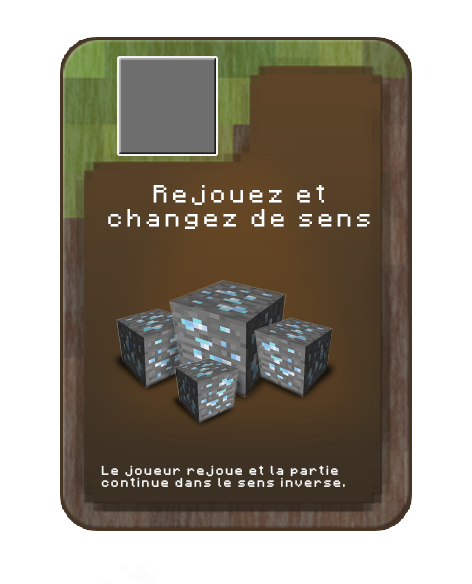 Rejouez et
changez de sens
Le joueur rejoue et la partie
continue dans le sens inverse.